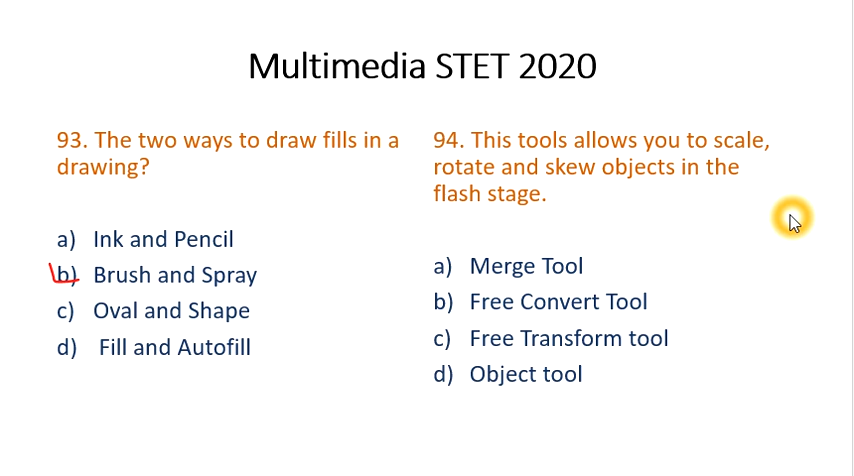 Multimedia STET 2020
93. The two ways to draw fills in a
drawing?
a) Ink and Pencil
b) Brush and Spray
c) Oval and Shape
d) Fill and Autofill
94. This tools allows you to scale,
rotate and skew objects in the
flash stage.
a) Merge Tool
b) Free Convert Tool
c) Free Transform tool
d) Object tool